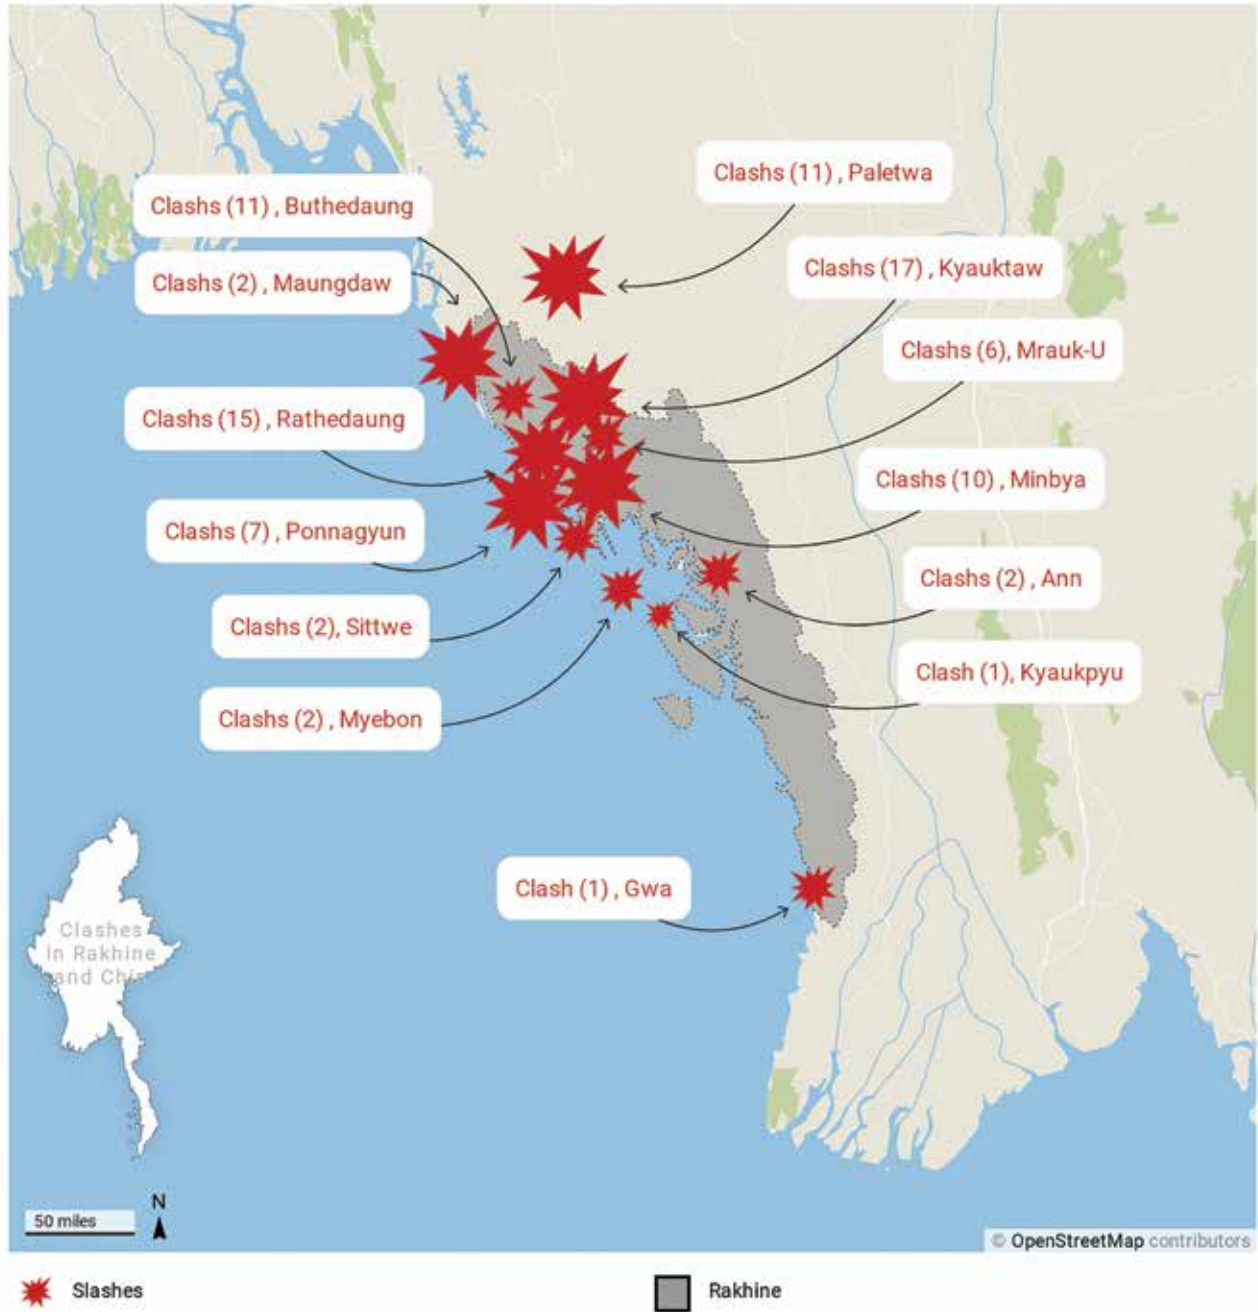 Clashs (11) , Paletwa
Clashs (11) , Buthedaung
Clashs (17) , Kyauktaw
Clashs (2) , Maungdaw
Clashs (6), Mrauk-U
Clashs (15) , Rathedaung
Clashs (10) , Minbya
Clashs (7) , Ponnagyun
Clashs (2) , Ann
Clashs (2), Sittwe
Clash (1), Kyaukpyu
Clashs (2) , Myebon
Clash (1) , Gwa
Clashes
In Rakhine
and Chin
50 miles
N
© OpenStreetMap contributors
Slashes
Rakhine